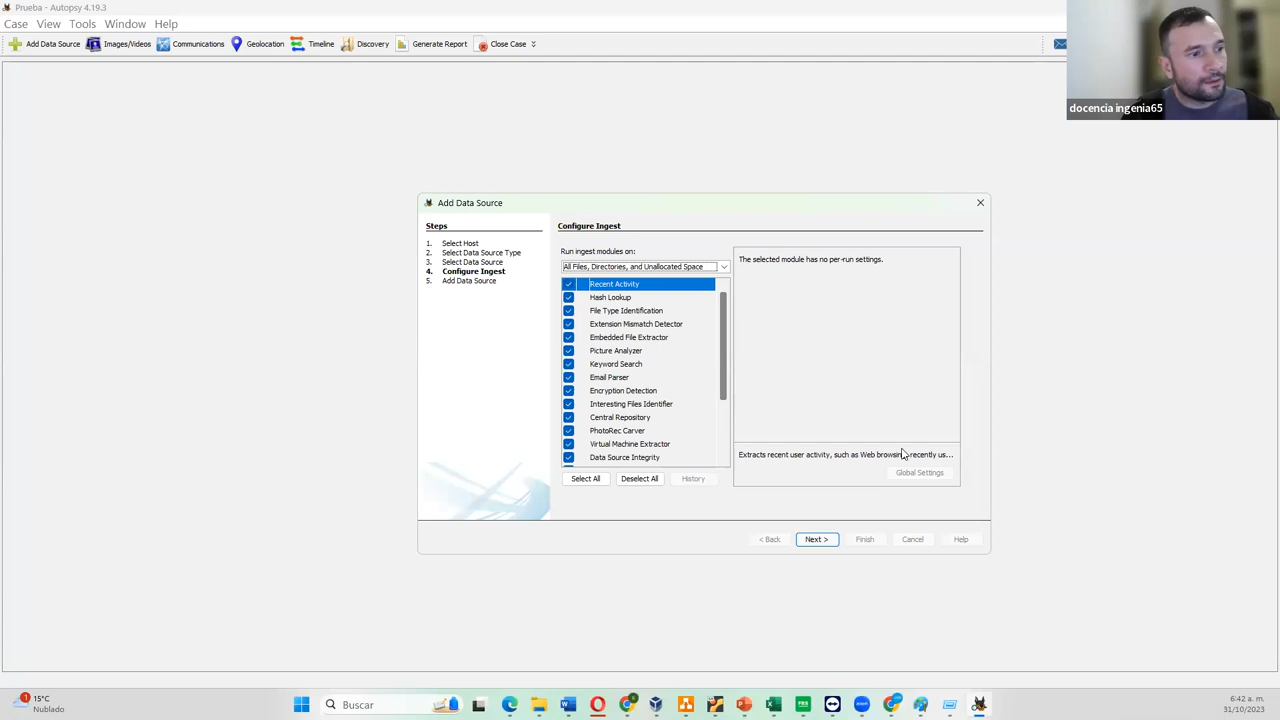 Prueba - Autopsy 4.19.3
Case View Tools Window Help
Add Data Source Images/Videos Communications Geolocation Timeline Discovery Generate Report Close Case
docencia ingenia65
Add Data Source
Steps
1. Select Host
2. Select Data Source Type
3. Select Data Source
4. Configure Ingest
5. Add Data Source
Configure Ingest
Run ingest modules on:
All Files, Directories, and Unallocated Space
Recent Activity
Hash Lookup
File Type Identification
Extension Mismatch Detector
Embedded File Extractor
Picture Analyzer
Keyword Search
Email Parser
Encryption Detection
Interesting Files Identifier
Central Repository
PhotoRec Carver
Virtual Machine Extractor
Data Source Integrity
Select All Deselect All History
The selected module has no per-run settings.
Extracts recent user activity, such as Web browsing, recently us...
Global Settings
< Back Next > Finish Cancel Help
1
15°C
Nublado
Buscar
6:42 a. m.
31/10/2023